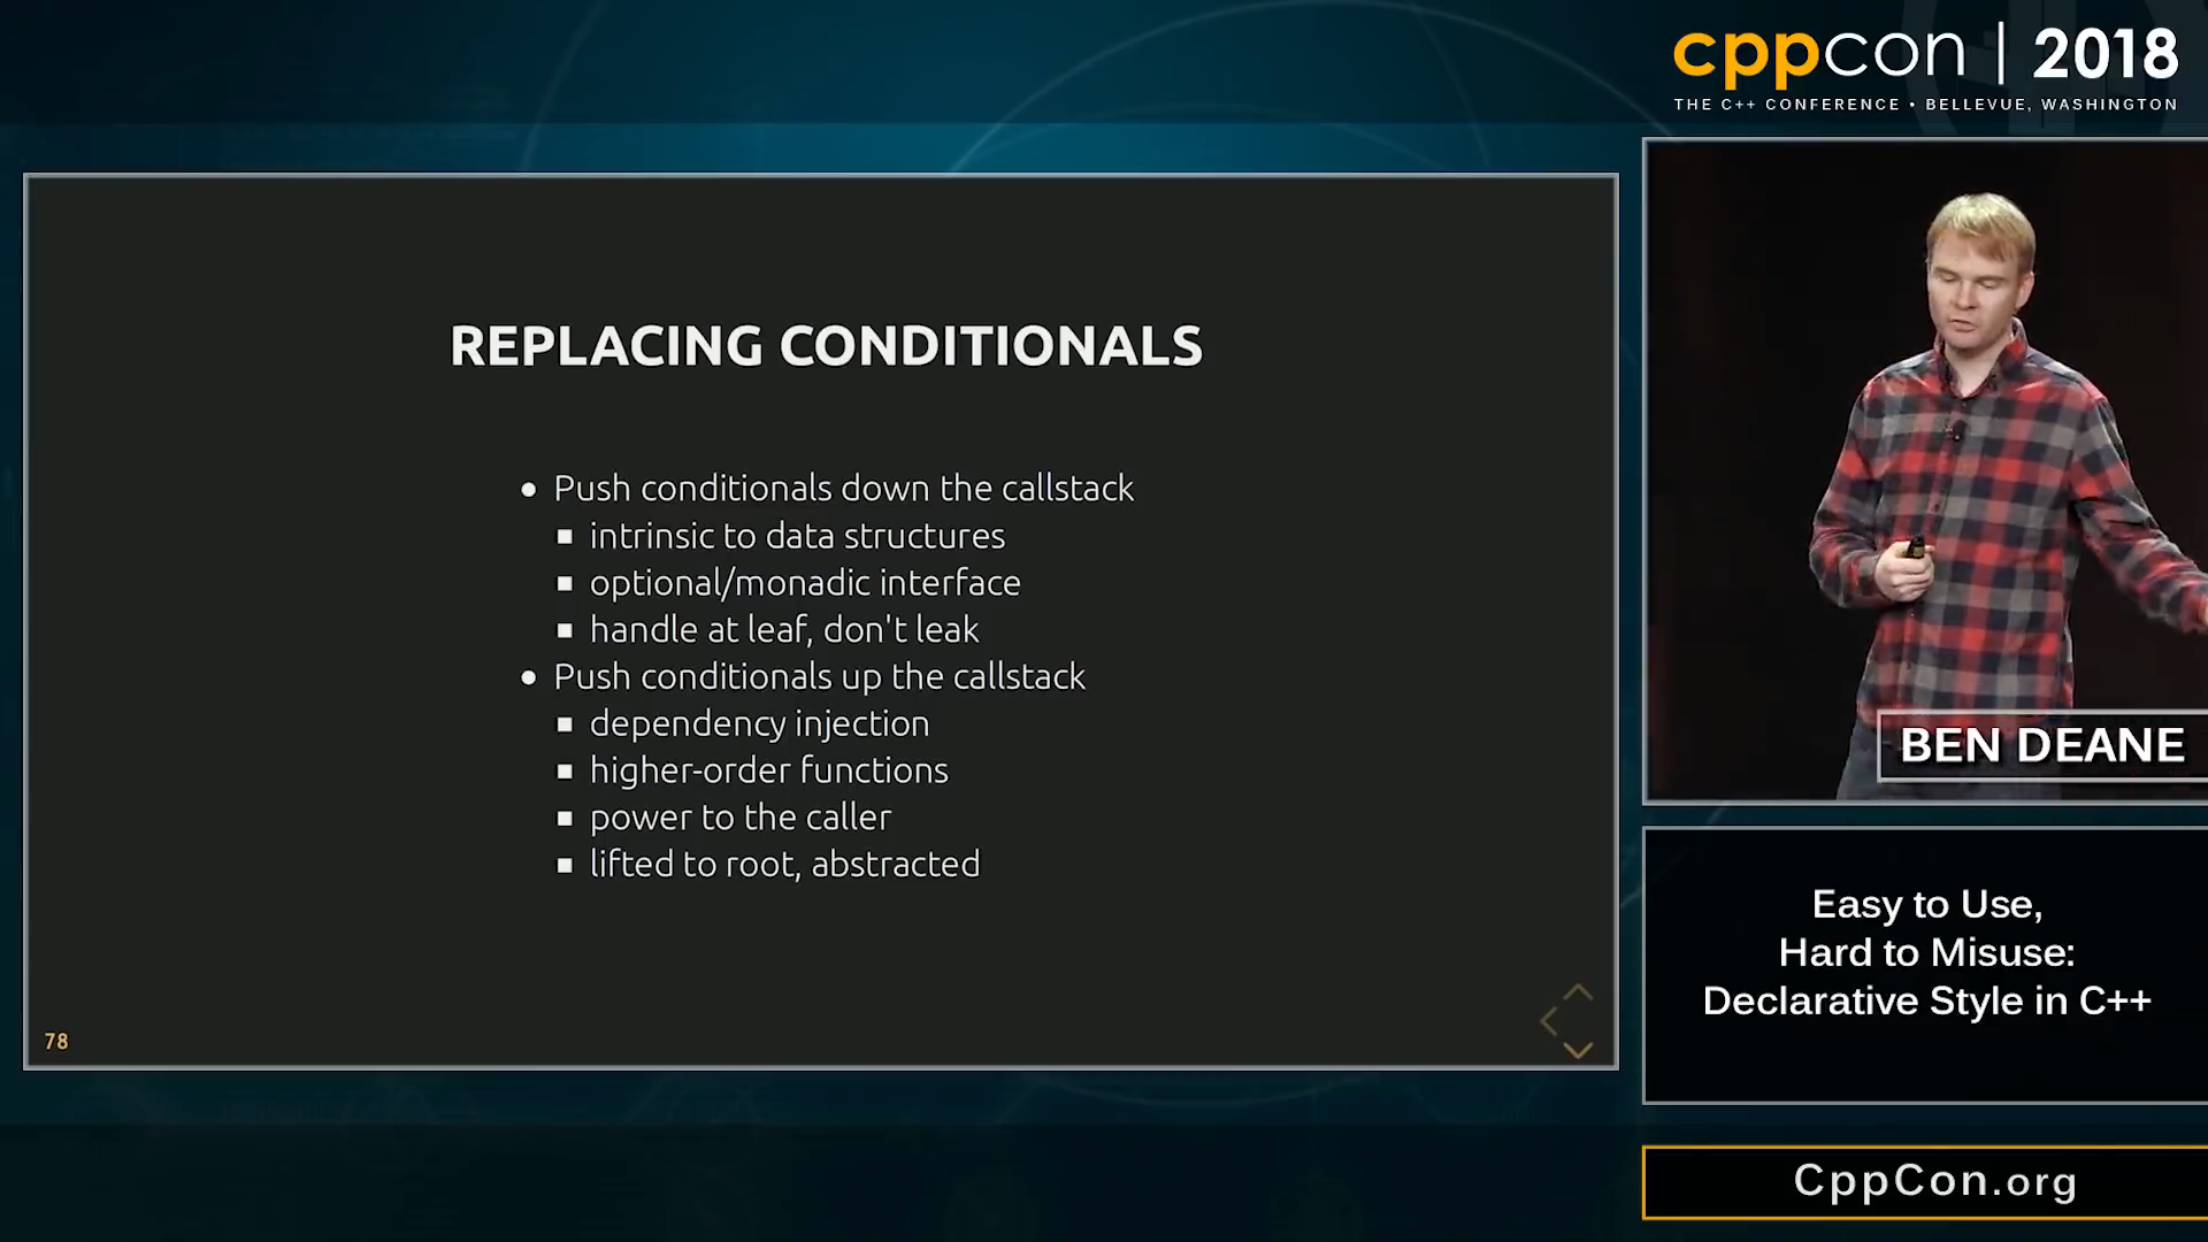 cppcon | 2018
THE C++ CONFERENCE • BELLEVUE, WASHINGTON
REPLACING CONDITIONALS
• Push conditionals down the callstack
▪ intrinsic to data structures
▪ optional/monadic interface
▪ handle at leaf, don't leak
• Push conditionals up the callstack
▪ dependency injection
▪ higher-order functions
▪ power to the caller
▪ lifted to root, abstracted
78
BEN DEANE
Easy to Use,
Hard to Misuse:
Declarative Style in C++
CppCon.org